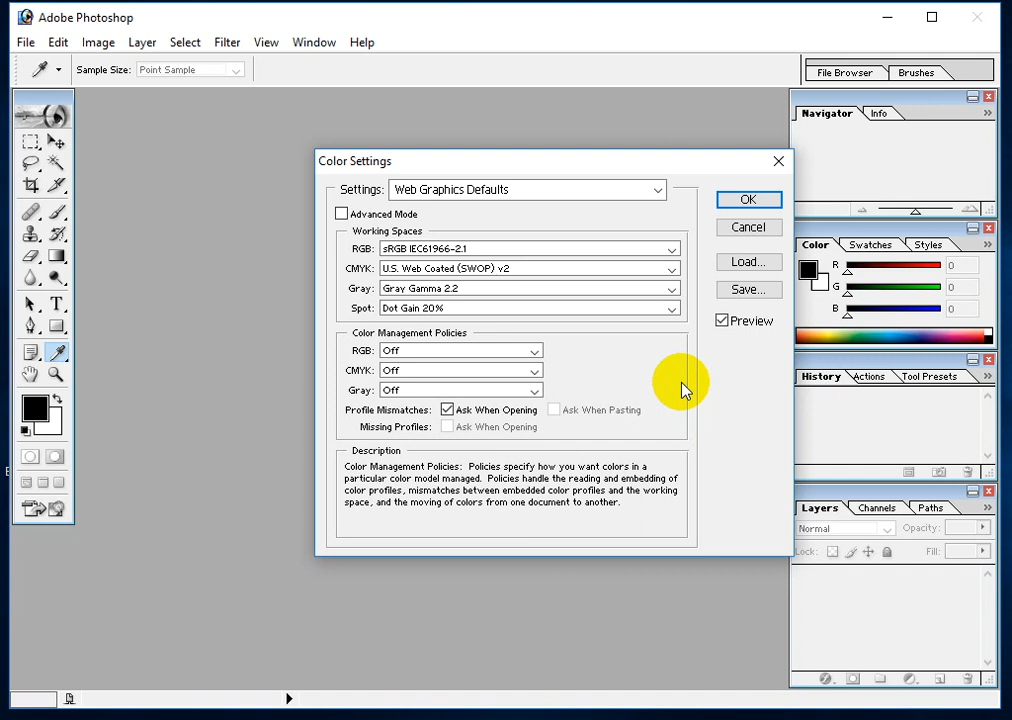 Adobe Photoshop
File Edit Image Layer Select Filter View Window Help
Sample Size: Point Sample
File Browser Brushes
Navigator Info
Color Settings
Settings: Web Graphics Defaults
Advanced Mode
Working Spaces
RGB: sRGB IEC61966-2.1
CMYK: U.S. Web Coated (SWOP) v2
Gray: Gray Gamma 2.2
Spot: Dot Gain 20%
Color Management Policies
RGB: Off
CMYK: Off
Gray: Off
Profile Mismatches: Ask When Opening Ask When Pasting
Missing Profiles: Ask When Opening
Description
Color Management Policies: Policies specify how you want colors in a
particular color model managed. Policies handle the reading and embedding of
color profiles, mismatches between embedded color profiles and the working
space, and the moving of colors from one document to another.
OK
Cancel
Load...
Save...
Preview
Color Swatches Styles
R 0
G 0
B 0
History Actions Tool Presets
Layers Channels Paths
Normal Opacity:
Lock: Fill: